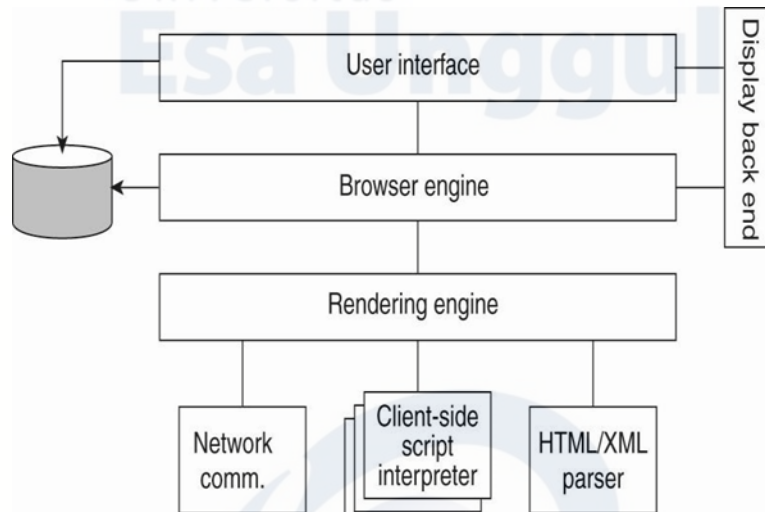 Esa Unggul
User interface
Display back end
Browser engine
Rendering engine
Network
comm.
Client-side
script
interpreter
HTML/XML
parser